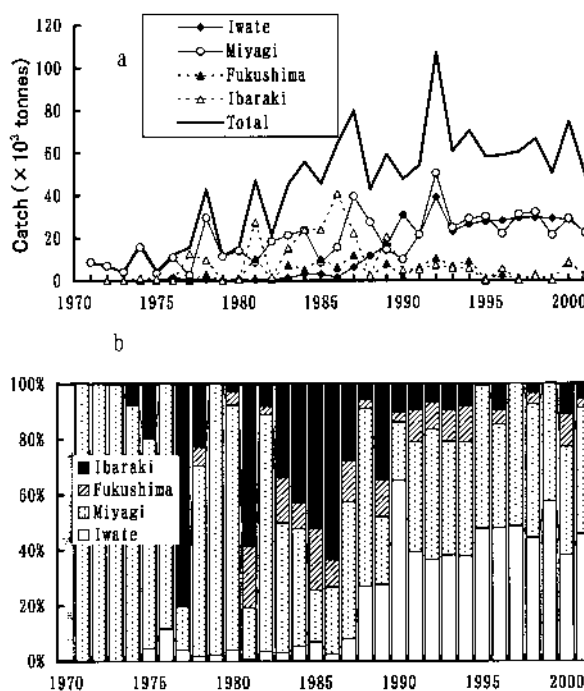 a
Iwate
Miyagi
Fukushima
Ibaraki
Total
Catch (×10³ tonnes)
120
100
80
60
40
20
0
1970 1975 1980 1985 1990 1995 2000
b
100%
80%
60%
40%
20%
0%
Ibaraki
Fukushima
Miyagi
Iwate
1970 1975 1980 1985 1990 1995 2000